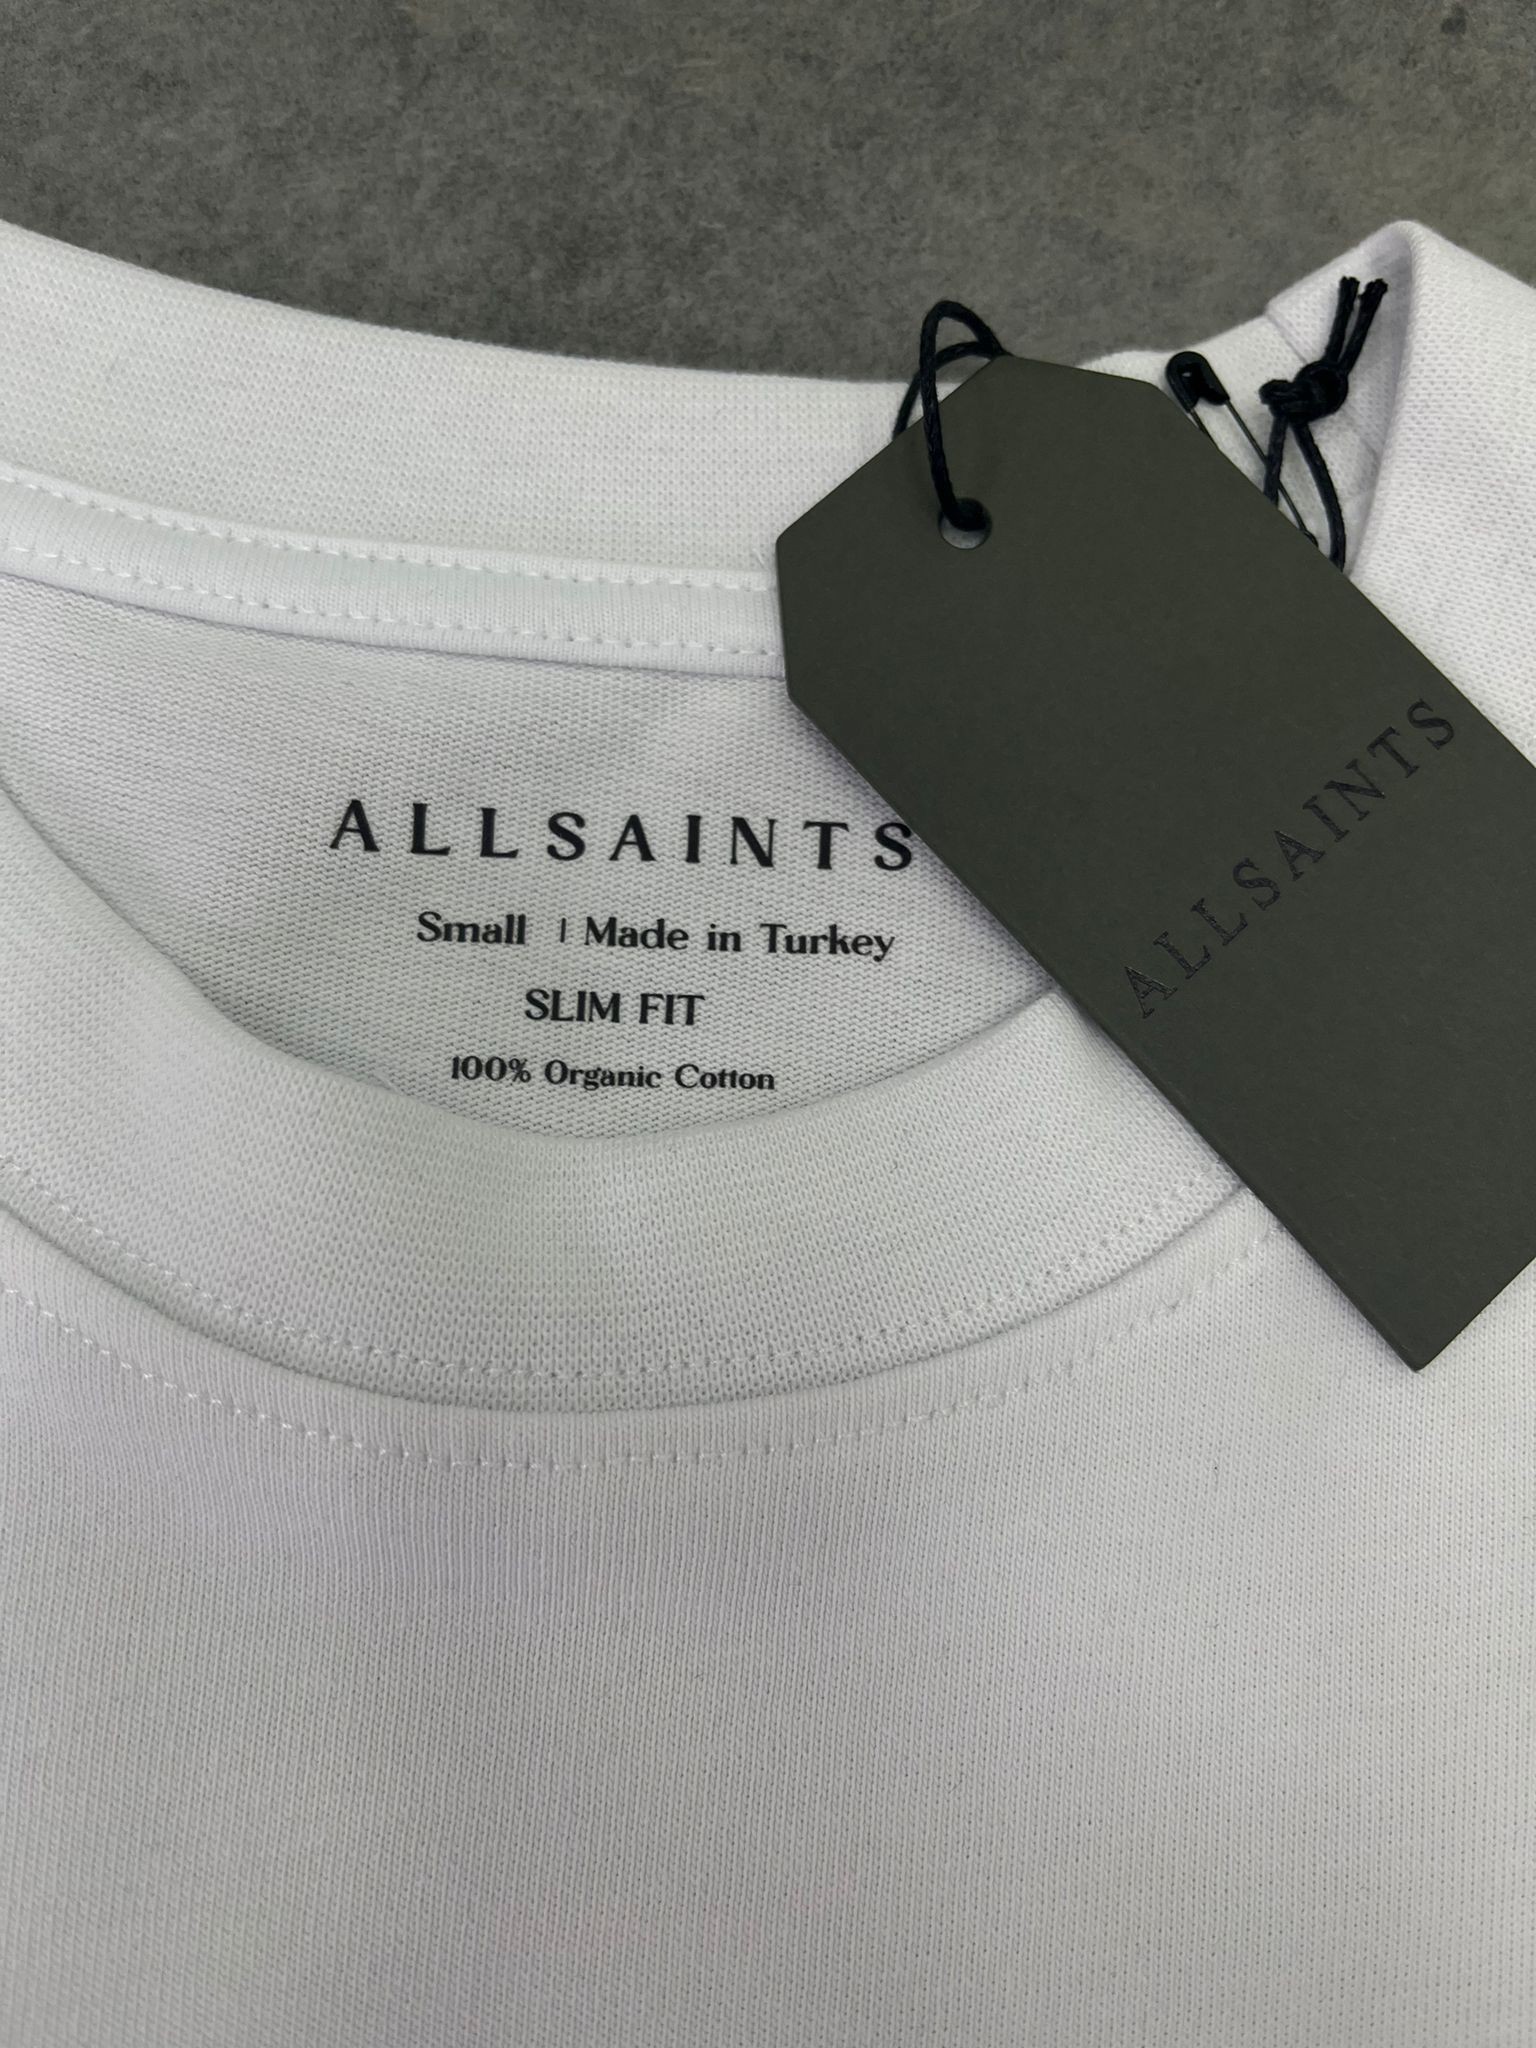 ALLSAINTS
Small | Made in Turkey
SLIM FIT
100% Organic Cotton
ALLSAINTS